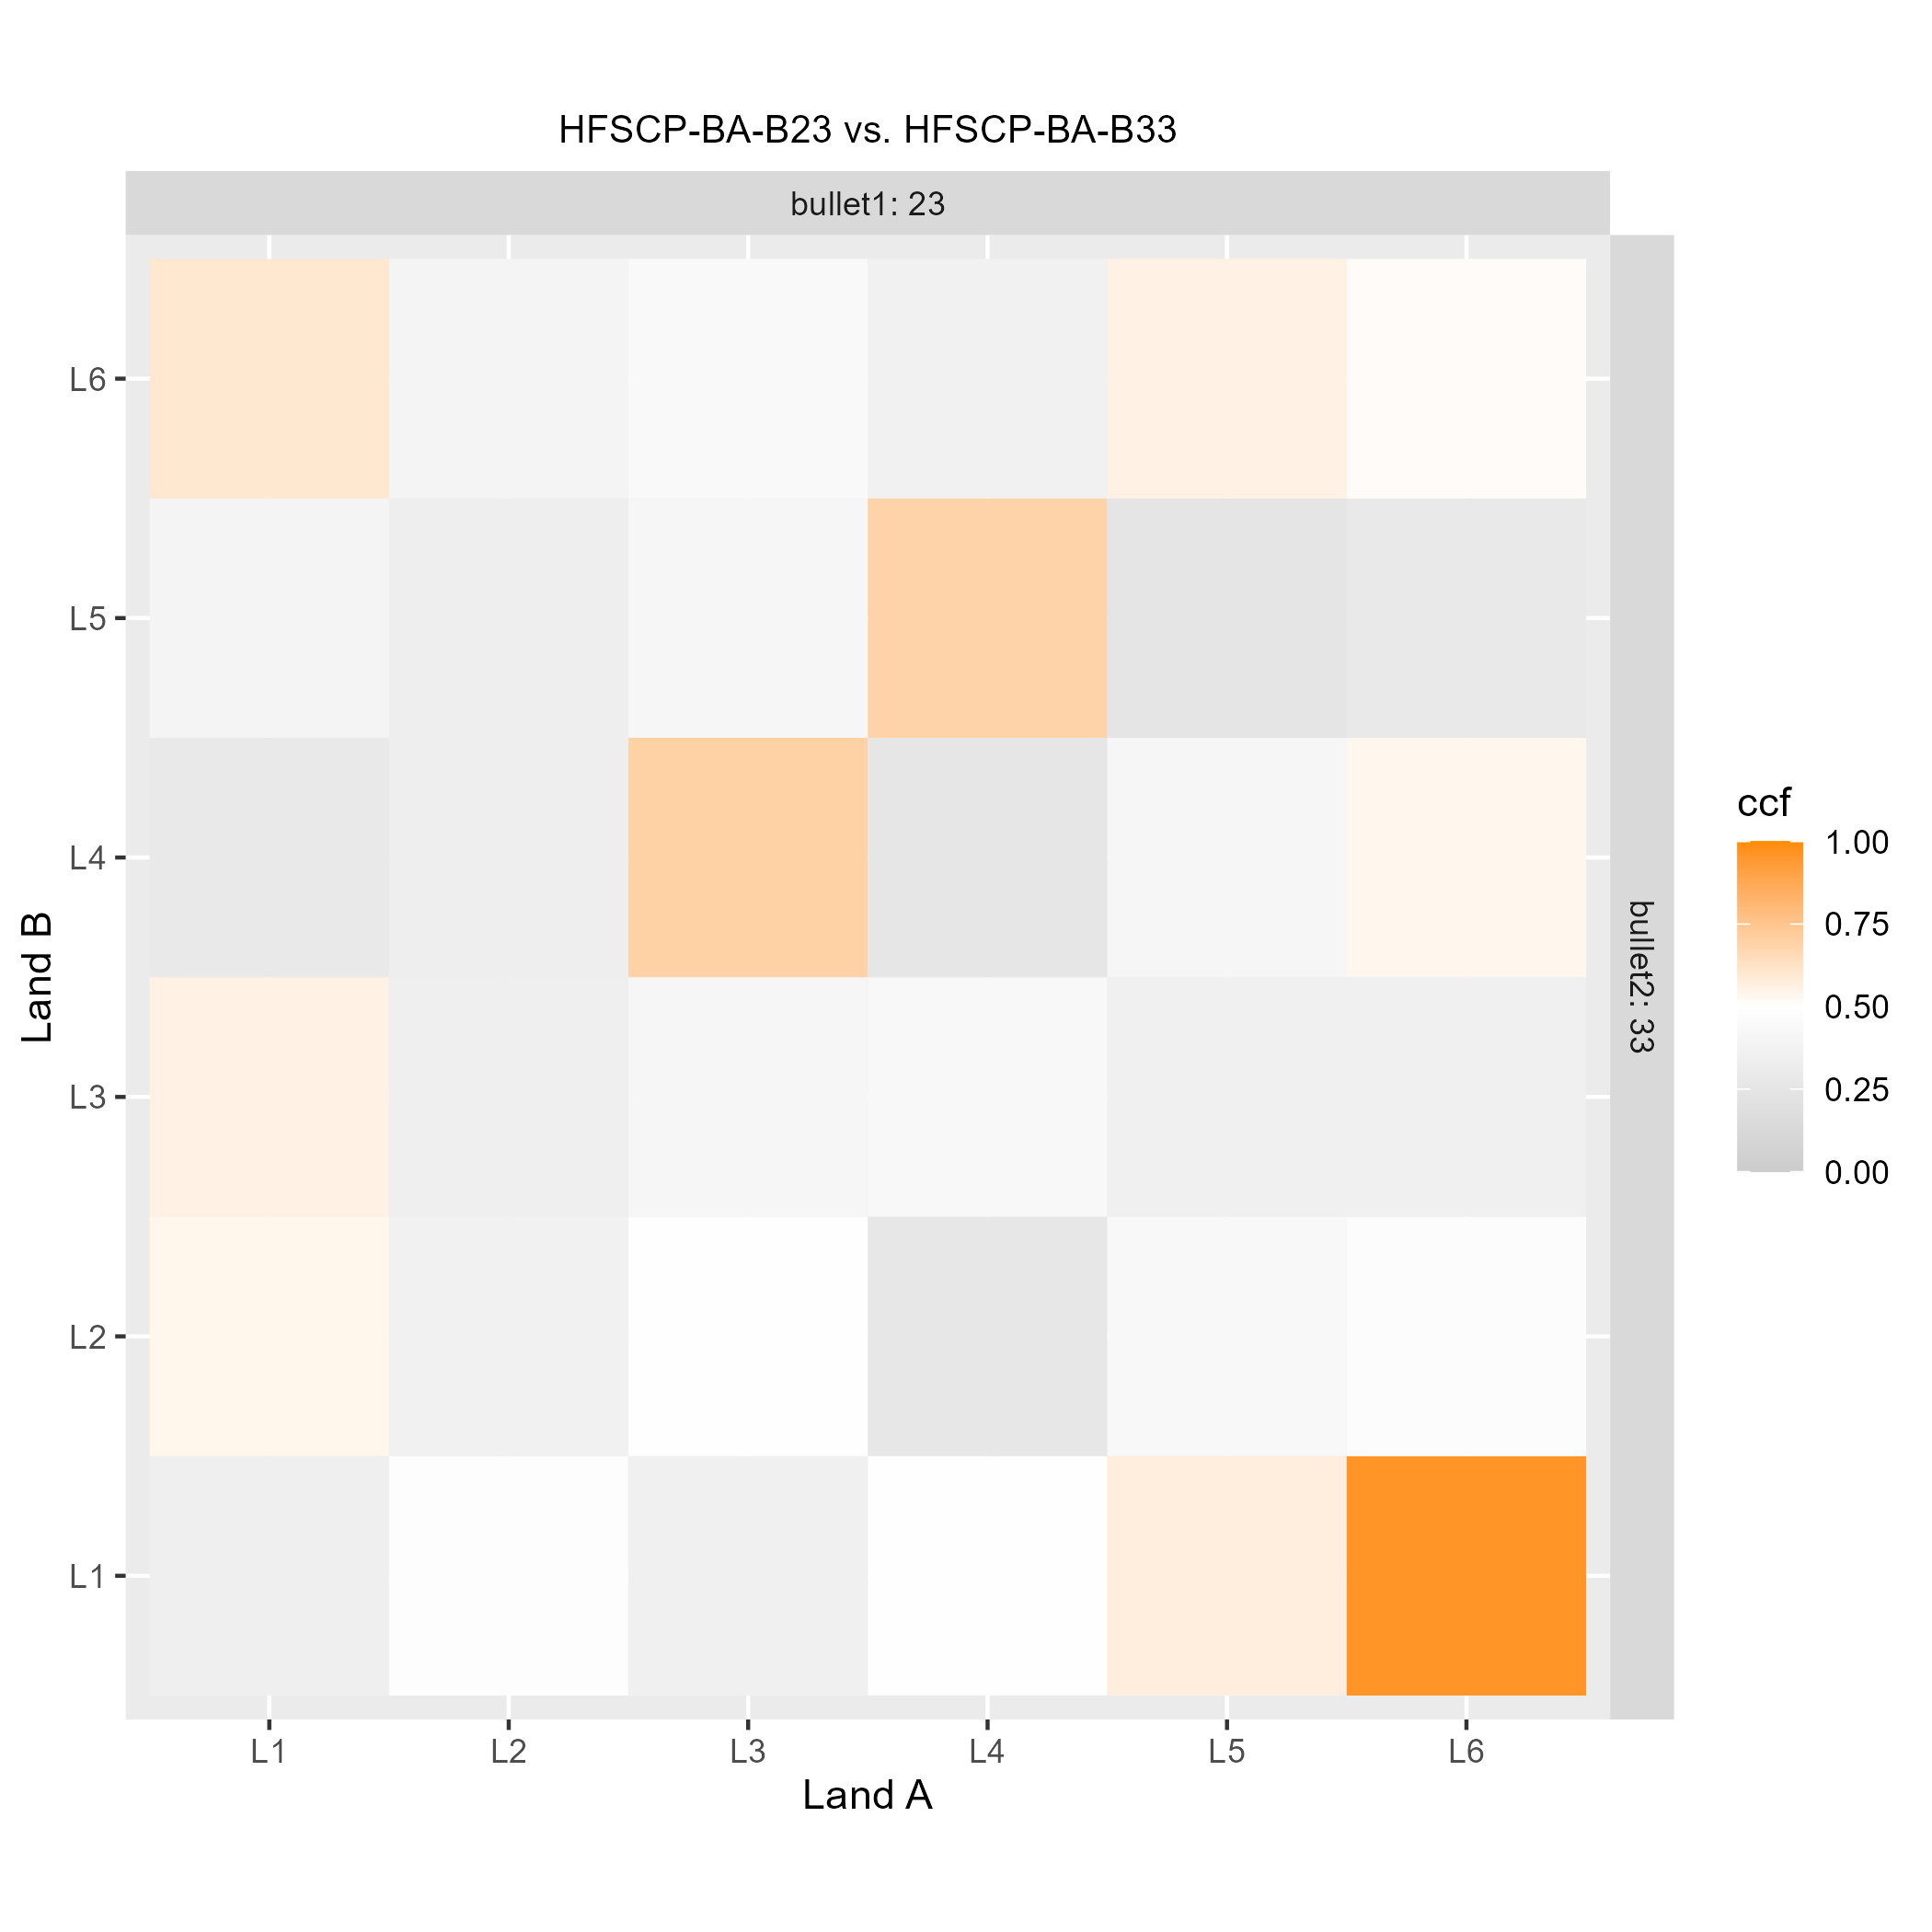 HFSCP-BA-B23 vs. HFSCP-BA-B33
bullet1: 23
L6
L5
L4
L3
L2
L1
Land B
bullet2: 33
L1 L2 L3 L4 L5 L6
Land A
ccf
1.00
0.75
0.50
0.25
0.00